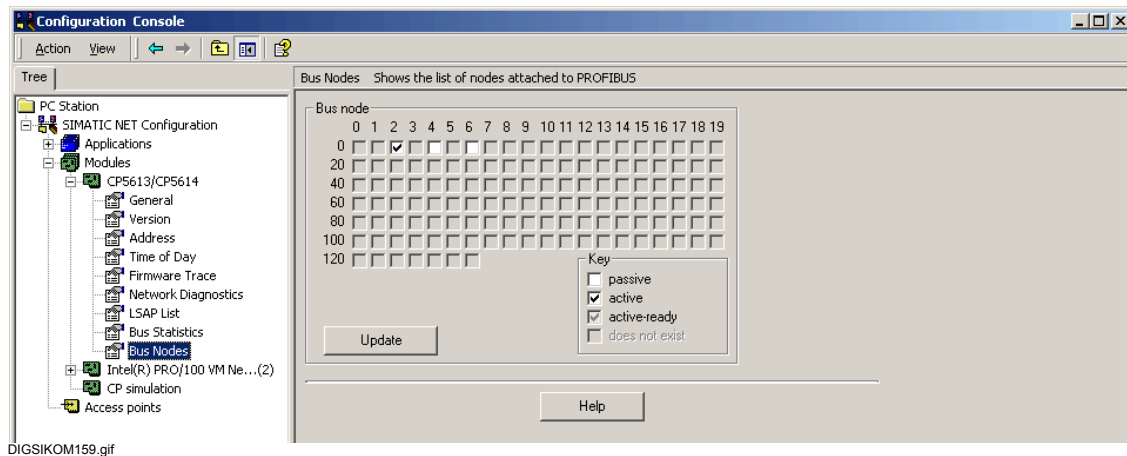 Configuration Console
Action View
Tree
Bus Nodes Shows the list of nodes attached to PROFIBUS
PC Station
SIMATIC NET Configuration
Applications
Modules
CP5613/CP5614
General
Version
Address
Time of Day
Firmware Trace
Network Diagnostics
LSAP List
Bus Statistics
Bus Nodes
Intel(R) PRO/100 VM Ne...(2)
CP simulation
Access points
Bus node
0 1 2 3 4 5 6 7 8 9 10 11 12 13 14 15 16 17 18 19
0
20
40
60
80
100
120
Key
passive
active
active-ready
does not exist
Update
Help
DIGSIKOM159.gif